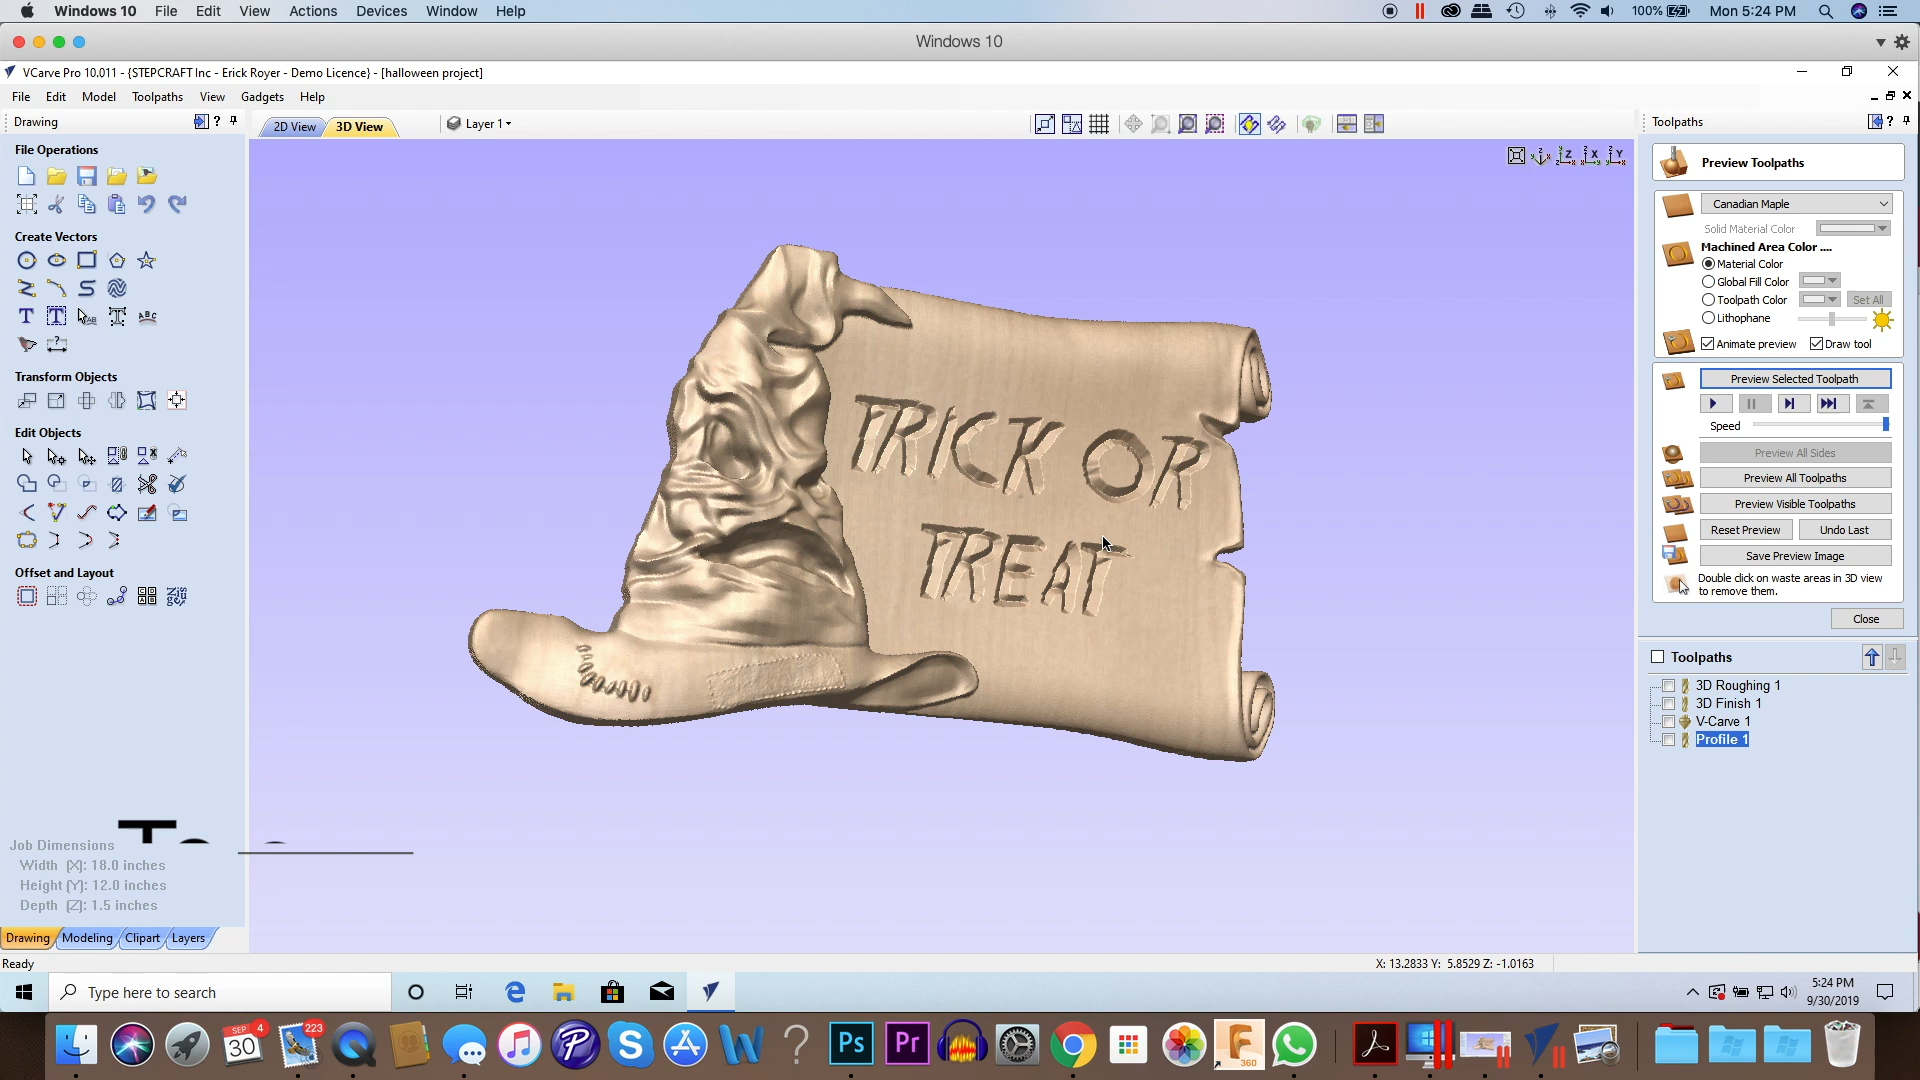 Windows 10 File Edit View Actions Devices Window Help 100% Mon 5:24 PM
Windows 10
VCarve Pro 10.011 - {STEPCRAFT Inc - Erick Royer - Demo Licence} - [halloween project]
File Edit Model Toolpaths View Gadgets Help
Drawing
2D View 3D View Layer 1
Toolpaths
File Operations
Create Vectors
Transform Objects
Edit Objects
Offset and Layout
Job Dimensions
Width (X): 18.0 inches
Height (Y): 12.0 inches
Depth (Z): 1.5 inches
Drawing Modeling Clipart Layers
TRICK OR
TREAT
Preview Toolpaths
Canadian Maple
Solid Material Color
Machined Area Color ....
Material Color
Global Fill Color
Toolpath Color Set All
Lithophane
Animate preview Draw tool
Preview Selected Toolpath
Speed
Preview All Sides
Preview All Toolpaths
Preview Visible Toolpaths
Reset Preview Undo Last
Save Preview Image
Double click on waste areas in 3D view
to remove them.
Close
Toolpaths
3D Roughing 1
3D Finish 1
V-Carve 1
Profile 1
Ready
X: 13.2833 Y: 5.8529 Z: -1.0163
Type here to search
5:24 PM
9/30/2019
SEP 4
30
223
Ps
Pr
F
360